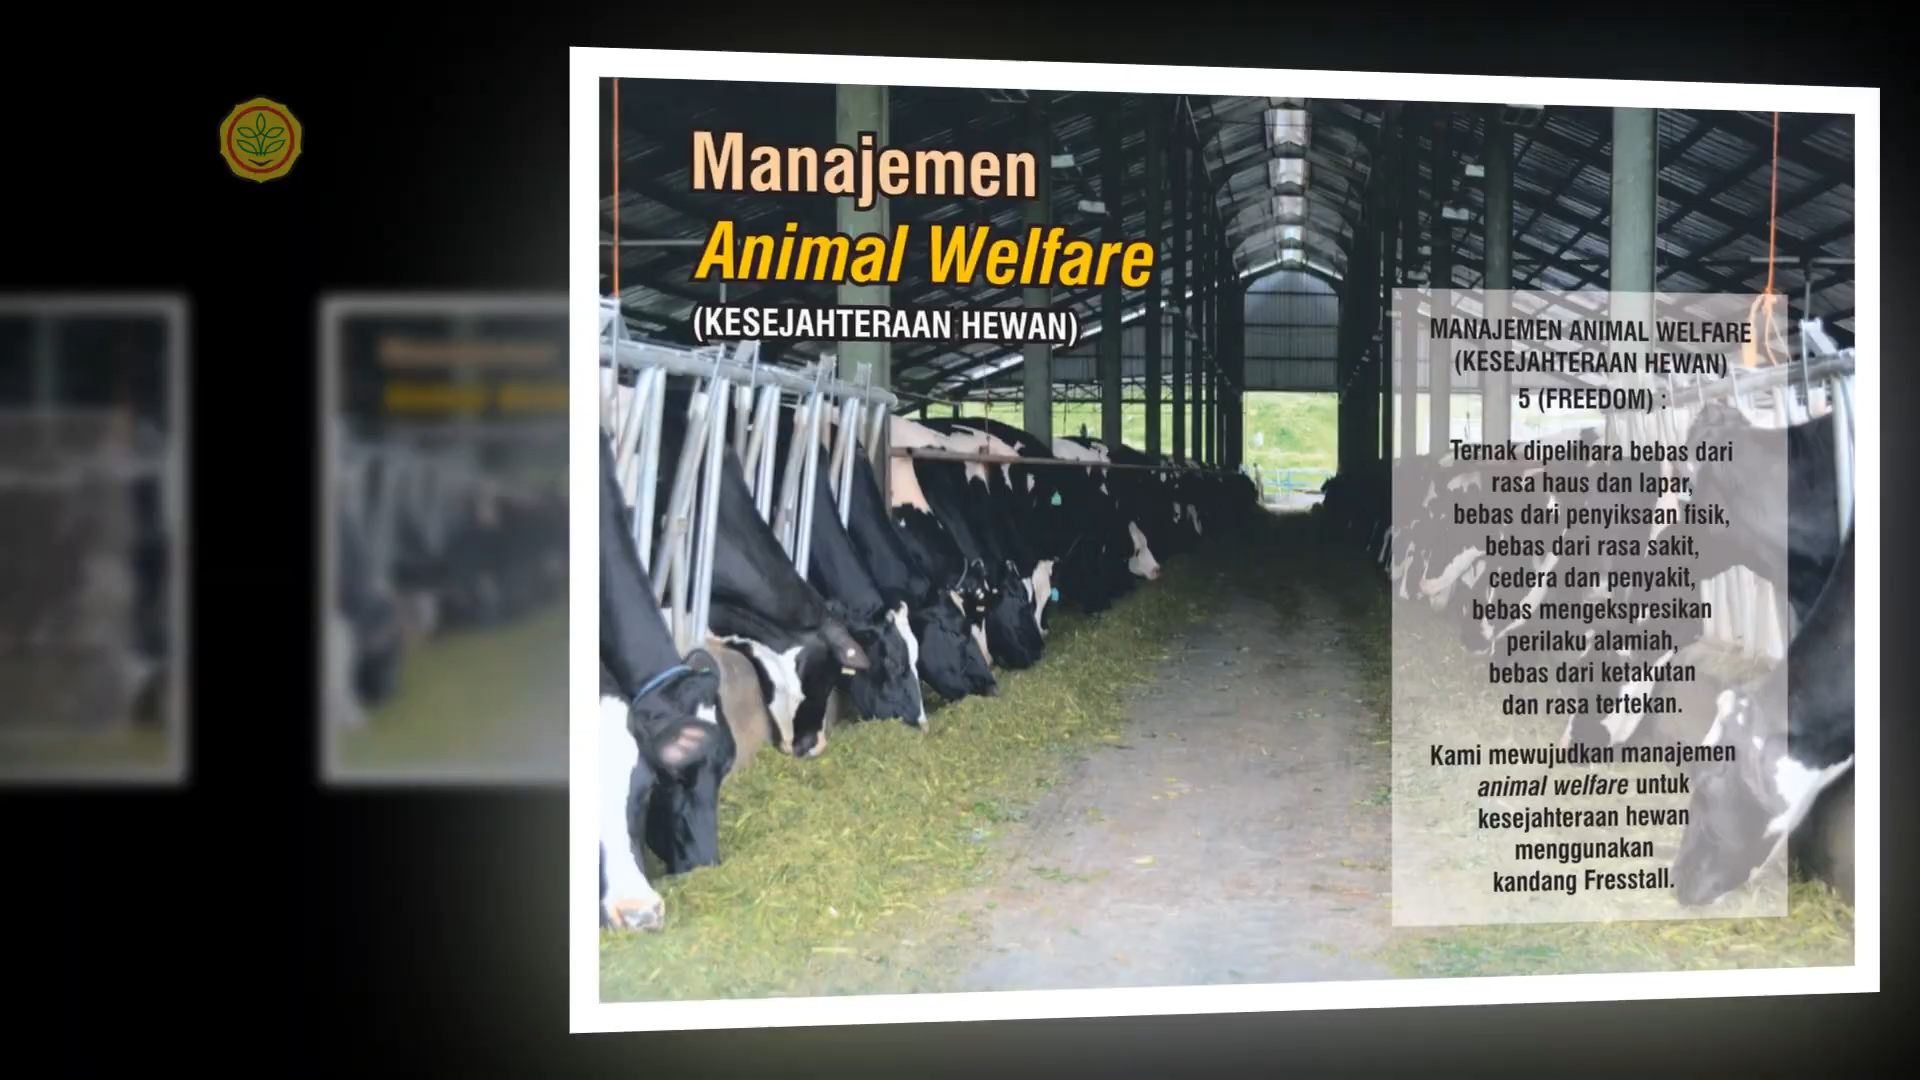 Manajemen
Animal Welfare
(KESEJAHTERAAN HEWAN)
MANAJEMEN ANIMAL WELFARE
(KESEJAHTERAAN HEWAN)
5 (FREEDOM) :
Ternak dipelihara bebas dari
rasa haus dan lapar,
bebas dari penyiksaan fisik,
bebas dari rasa sakit,
cedera dan penyakit,
bebas mengekspresikan
perilaku alamiah,
bebas dari ketakutan
dan rasa tertekan.
Kami mewujudkan manajemen
animal welfare untuk
kesejahteraan hewan
menggunakan
kandang Fresstall.